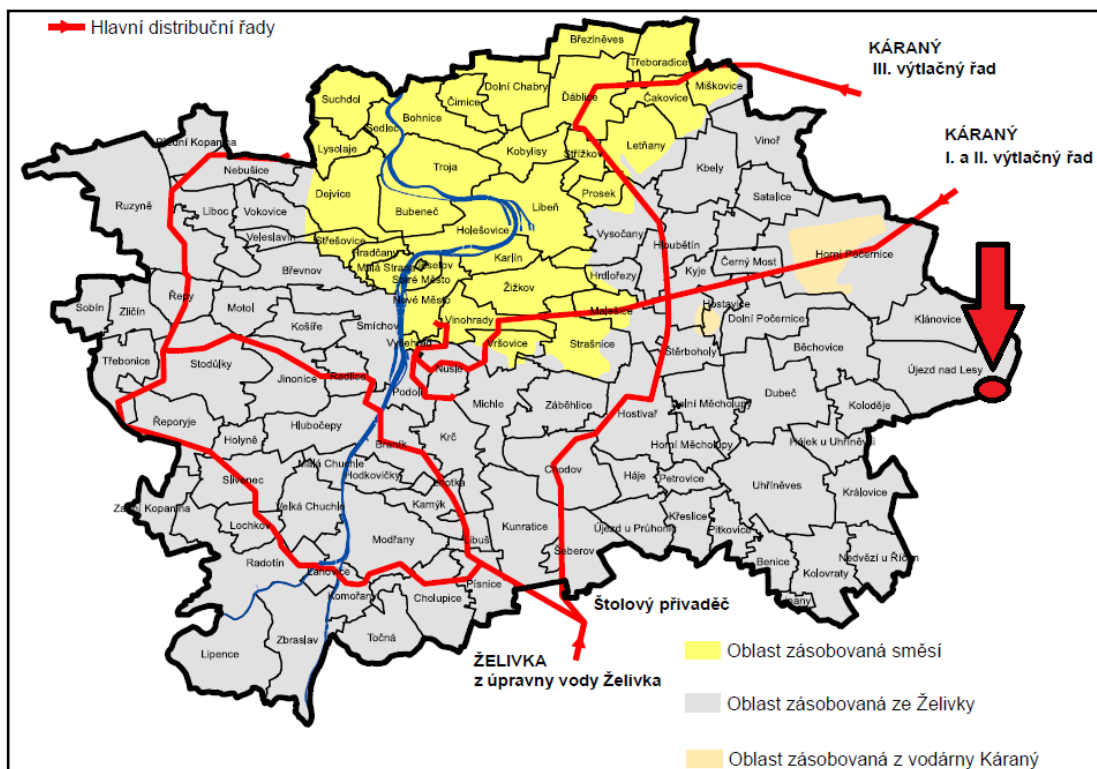 Hlavní distribuční řady
KÁRANÝ
III. výtlačný řad
KÁRANÝ
I. a II. výtlačný řad
Březiněves
Třeboradice
Miškovice
Čakovice
Dolní Chabry
Ďáblice
Čimice
Suchdol
Bohnice
Sedlec
Lysolaje
Kobylisy
Střížkov
Letňany
Vinoř
Přední Kopanina
Troja
Kbely
Nebušice
Dejvice
Prosek
Satalice
Ruzyně
Liboc
Vokovice
Bubeneč
Libeň
Holešovice
Vysočany
Veleslavín
Střešovice
Hloubětín
Hradčany
Karlín
Horní Počernice
Malá Strana
Josefov
Černý Most
Břevnov
Staré Město
Hrdlořezy
Kyje
Žižkov
Řepy
Nové Město
Hostavice
Sobín
Zličín
Motol
Malešice
Dolní Počernice
Klánovice
Košíře
Smíchov
Vinohrady
Vyšehrad
Vršovice
Strašnice
Štěrboholy
Běchovice
Třebonice
Stodůlky
Nusle
Újezd nad Lesy
Jinonice
Radlice
Podolí
Michle
Záběhlice
Dubeč
Koloděje
Řeporyje
Hostivař
Dolní Měcholupy
Holyně
Hlubočepy
Krč
Braník
Horní Měcholupy
Hájek u Uhříněvsi
Malá Chuchle
Hodkovičky
Lhotka
Chodov
Háje
Petrovice
Uhříněves
Slivenec
Královice
Zadní Kopanina
Velká Chuchle
Kamýk
Kunratice
Újezd u Průhonic
Křeslice
Pitkovice
Lochkov
Modřany
Libuš
Šeberov
Benice
Nedvězí u Říčan
Radotín
Lahovice
Písnice
Kolovraty
Komořany
Cholupice
Štolový přivaděč
Lipence
Zbraslav
Točná
ŽELIVKA
z úpravny vody Želivka
Oblast zásobovaná směsí
Oblast zásobovaná ze Želivky
Oblast zásobovaná z vodárny Káraný